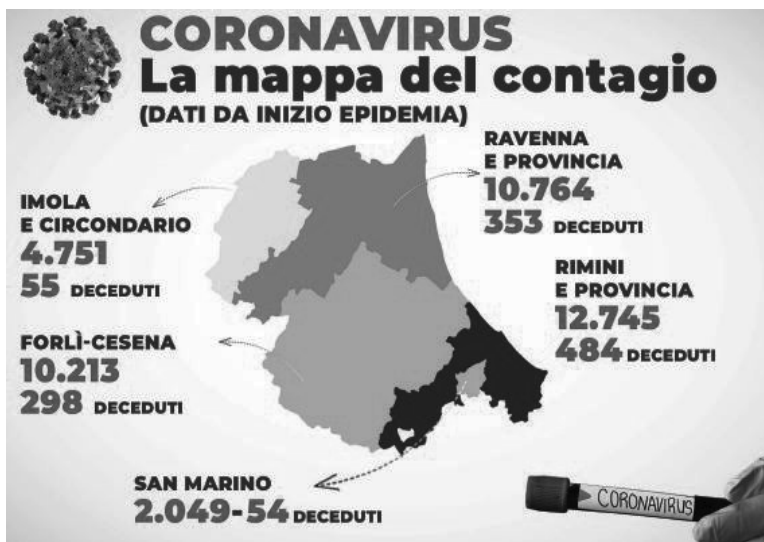 CORONAVIRUS
La mappa del contagio
(DATI DA INIZIO EPIDEMIA)
RAVENNA
E PROVINCIA
10.764
353 DECEDUTI
IMOLA
E CIRCONDARIO
4.751
55 DECEDUTI
RIMINI
E PROVINCIA
12.745
484 DECEDUTI
FORLÌ-CESENA
10.213
298 DECEDUTI
SAN MARINO
2.049-54 DECEDUTI
CORONAVIRUS